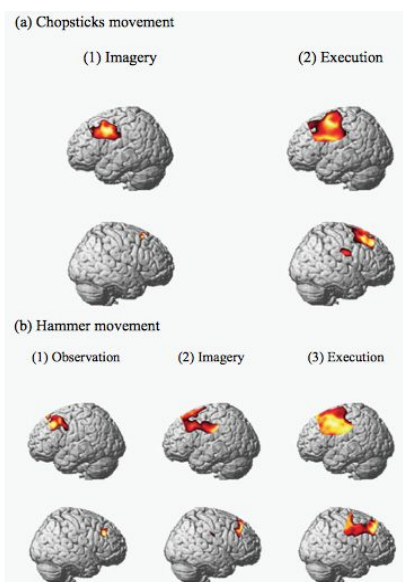 (a) Chopsticks movement
(1) Imagery
(2) Execution
(b) Hammer movement
(1) Observation
(2) Imagery
(3) Execution